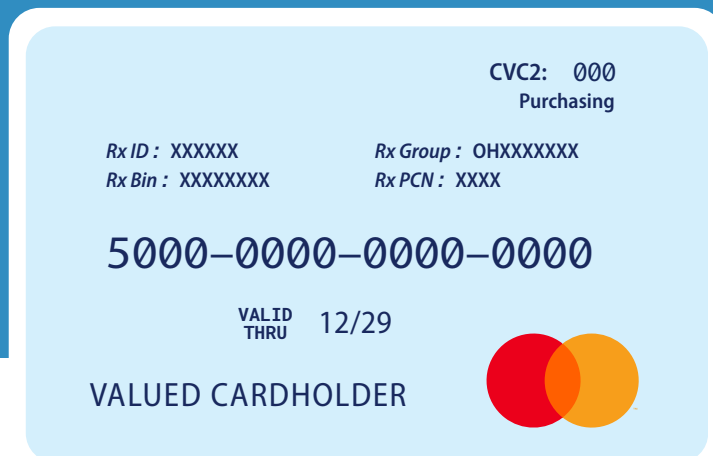 CVC2: 000
Purchasing
Rx ID : XXXXXX Rx Group : OHXXXXXXX
Rx Bin : XXXXXXXX Rx PCN : XXXX
5000–0000–0000–0000
VALID THRU 12/29
VALUED CARDHOLDER